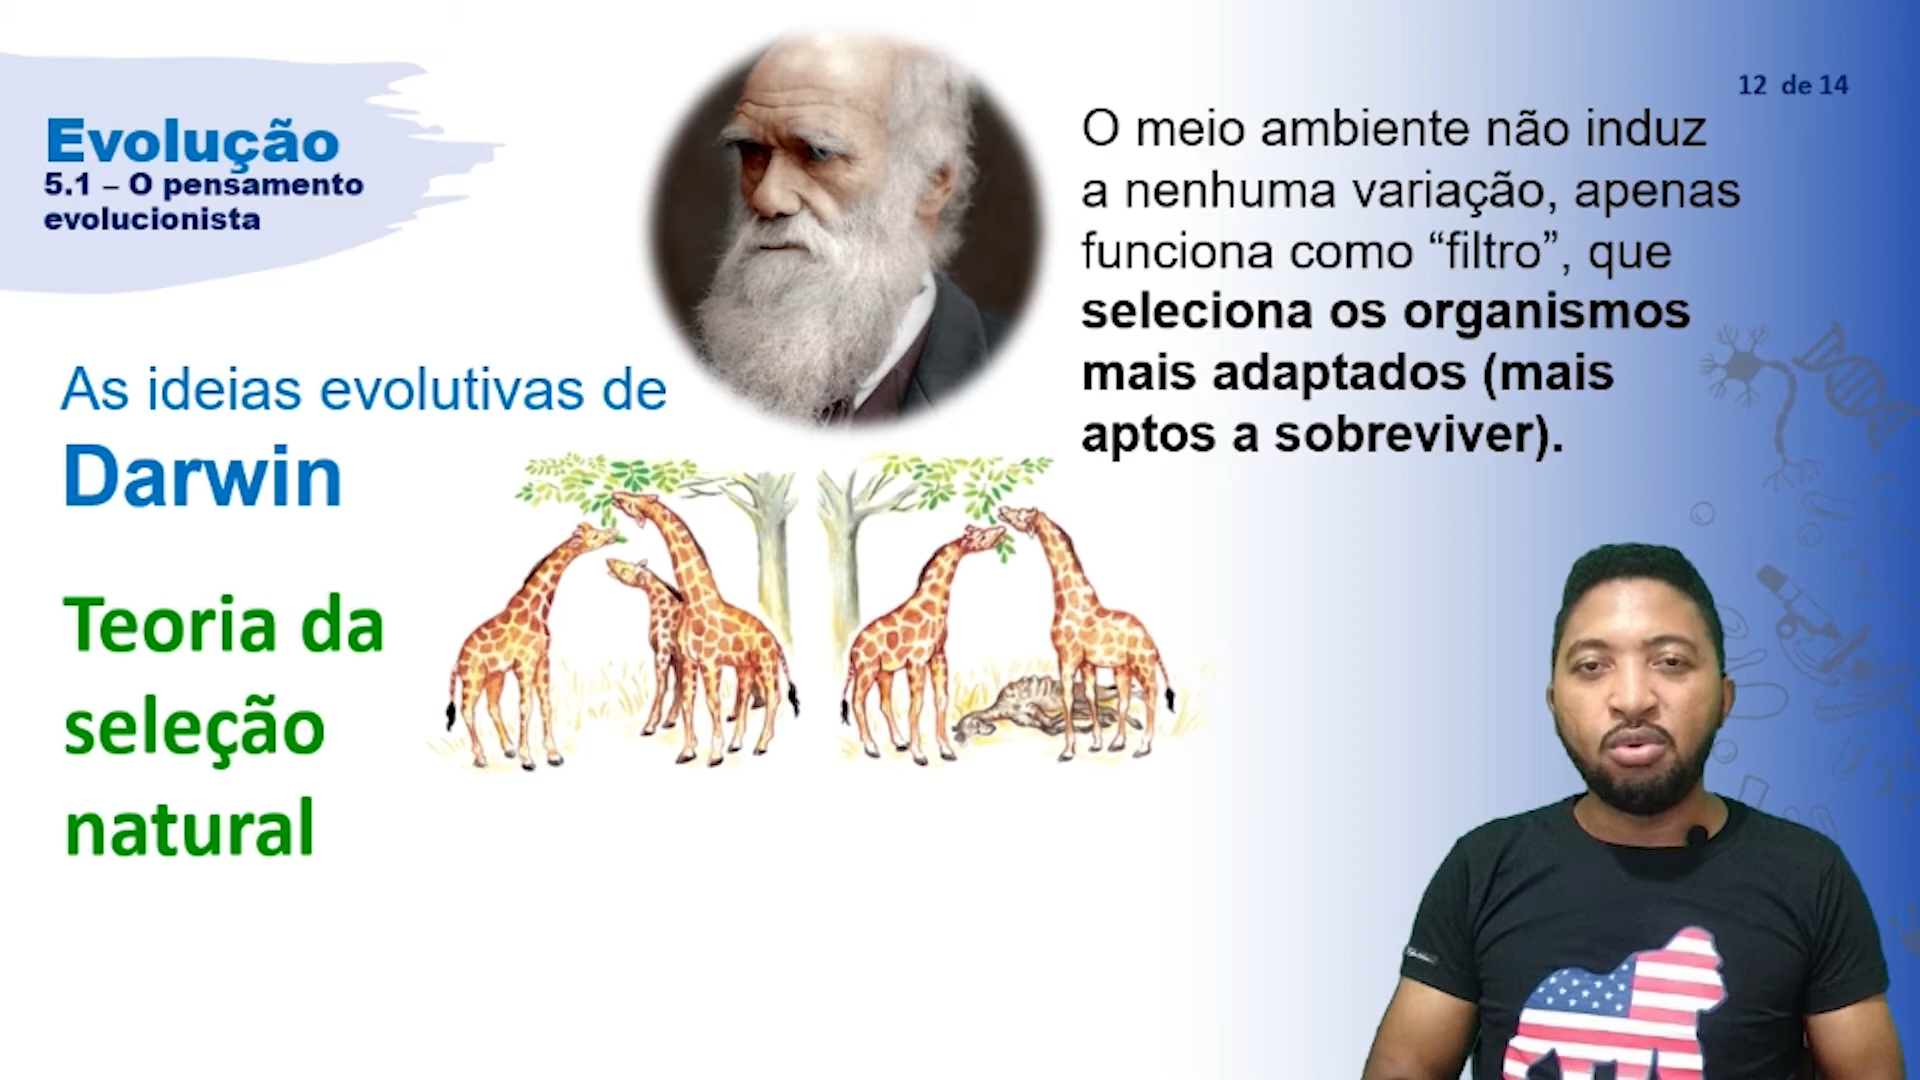 Evolução
5.1 – O pensamento
evolucionista
12 de 14
O meio ambiente não induz
a nenhuma variação, apenas
funciona como “filtro”, que
seleciona os organismos
mais adaptados (mais
aptos a sobreviver).
As ideias evolutivas de
Darwin
Teoria da
seleção
natural